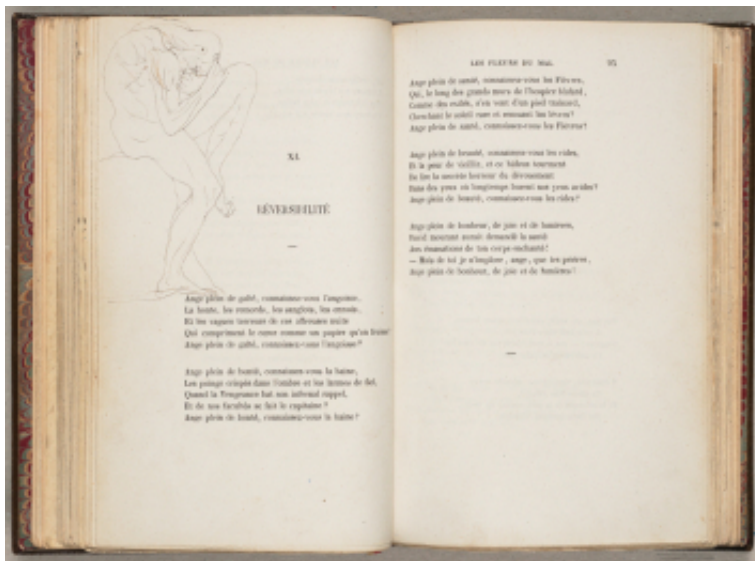 XL
RÉVERSIBILITÉ
Ange plein de gaîté, connaissez-vous l'angoisse,
La honte, les remords, les sanglots, les ennuis,
Et les vagues terreurs de ces affreuses nuits
Qui compriment le cœur comme un papier qu'on froisse?
Ange plein de gaîté, connaissez-vous l'angoisse?
Ange plein de bonté, connaissez-vous la haine,
Les poings crispés dans l'ombre et les larmes de fiel,
Quand la Vengeance bat son infernal rappel,
Et de nos facultés se fait le capitaine?
Ange plein de bonté, connaissez-vous la haine?
LES FLEURS DU MAL. 95
Ange plein de santé, connaissez-vous les Fièvres,
Qui, le long des grands murs de l'hospice blafard,
Comme des exilés, s'en vont d'un pied traînard,
Cherchant le soleil rare et remuant les lèvres?
Ange plein de santé, connaissez-vous les Fièvres?
Ange plein de beauté, connaissez-vous les rides,
Et la peur de vieillir, et ce hideux tourment
De lire la secrète horreur du dévouement
Dans des yeux où longtemps burent nos yeux avides?
Ange plein de beauté, connaissez-vous les rides?
Ange plein de bonheur, de joie et de lumières,
David mourant aurait demandé la santé
Aux émanations de ton corps enchanté!
— Mais de toi je n'implore, ange, que tes prières,
Ange plein de bonheur, de joie et de lumières!